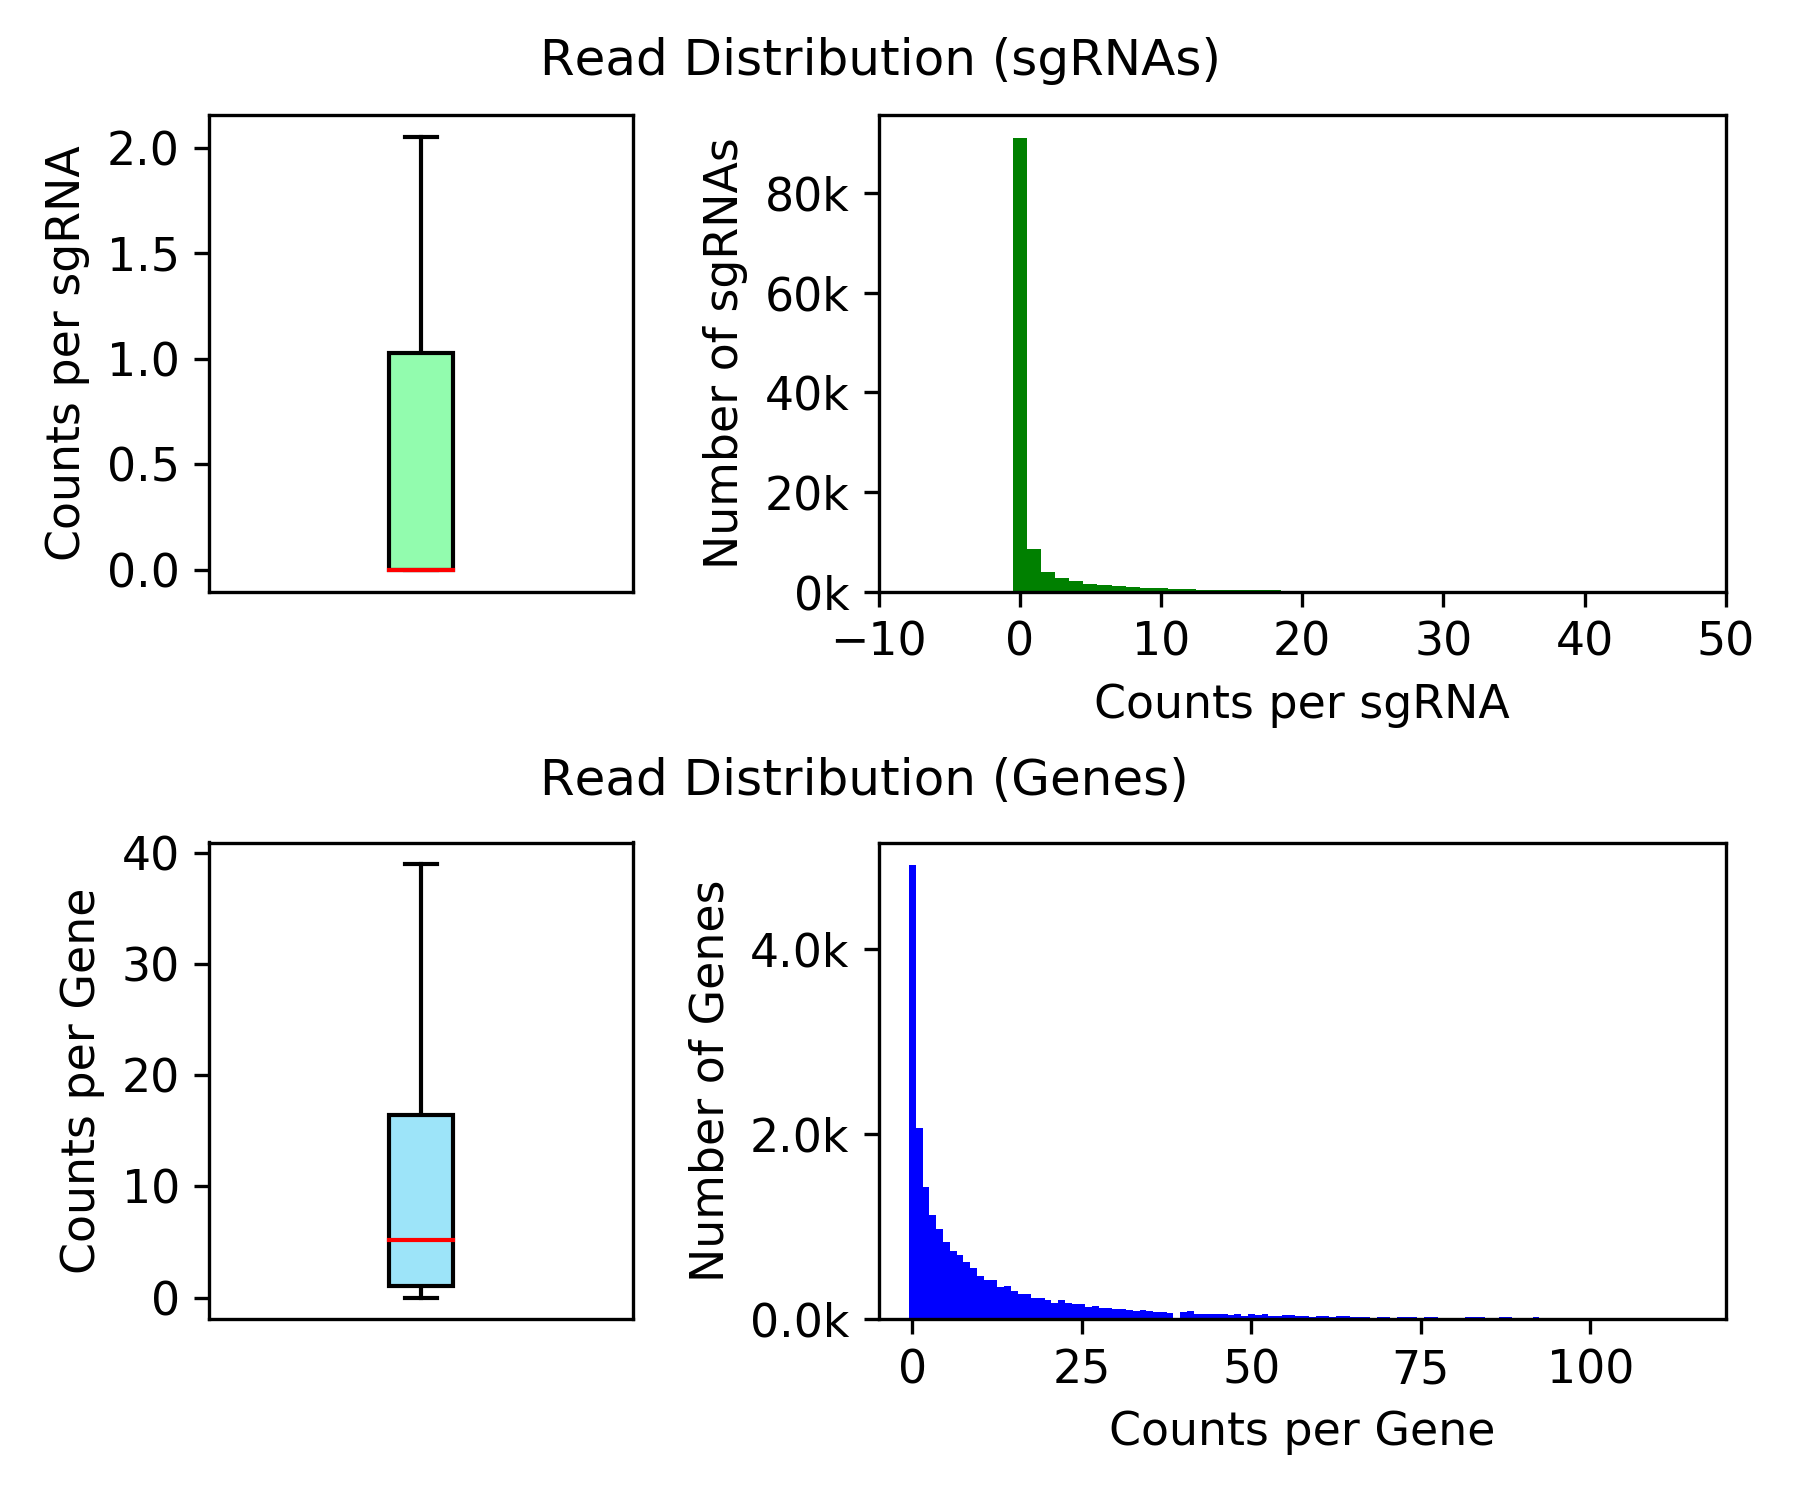 Read Distribution (sgRNAs)
Counts per sgRNA
2.0
1.5
1.0
0.5
0.0
Number of sgRNAs
80k
60k
40k
20k
0k
−10 0 10 20 30 40 50
Counts per sgRNA
Read Distribution (Genes)
Counts per Gene
40
30
20
10
0
Number of Genes
4.0k
2.0k
0.0k
0 25 50 75 100
Counts per Gene